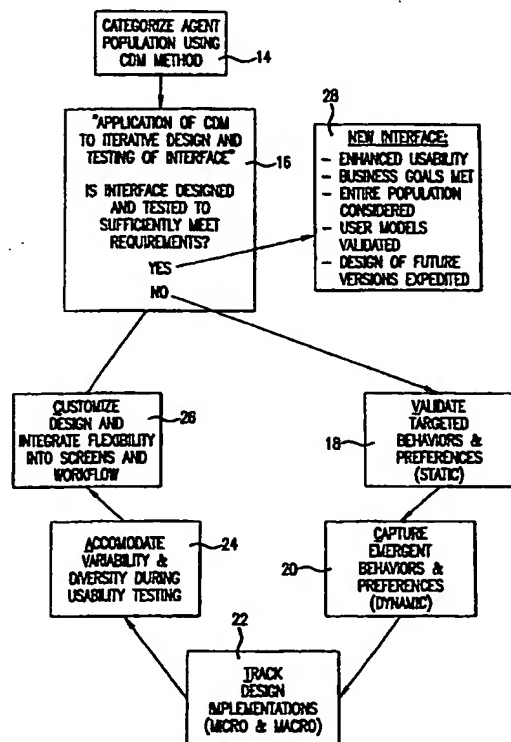 CATEGORIZE AGENT
POPULATION USING
CDM METHOD
14
"APPLICATION OF CDM
TO ITERATIVE DESIGN AND
TESTING OF INTERFACE"
16
IS INTERFACE DESIGNED
AND TESTED TO
SUFFICIENTLY MEET
REQUIREMENTS?
YES
NO
28
NEW INTERFACE:
- ENHANCED USABILITY
- BUSINESS GOALS MET
- ENTIRE POPULATION
CONSIDERED
- USER MODELS
VALIDATED
- DESIGN OF FUTURE
VERSIONS EXPEDITED
CUSTOMIZE
DESIGN AND
INTEGRATE FLEXIBILITY
INTO SCREENS AND
WORKFLOW
26
18
VALIDATE
TARGETED
BEHAVIORS &
PREFERENCES
(STATIC)
ACCOMODATE
VARIABILITY &
DIVERSITY DURING
USABILITY TESTING
24
20
CAPTURE
EMERGENT
BEHAVIORS &
PREFERENCES
(DYNAMIC)
22
TRACK
DESIGN
IMPLEMENTATIONS
(MICRO & MACRO)